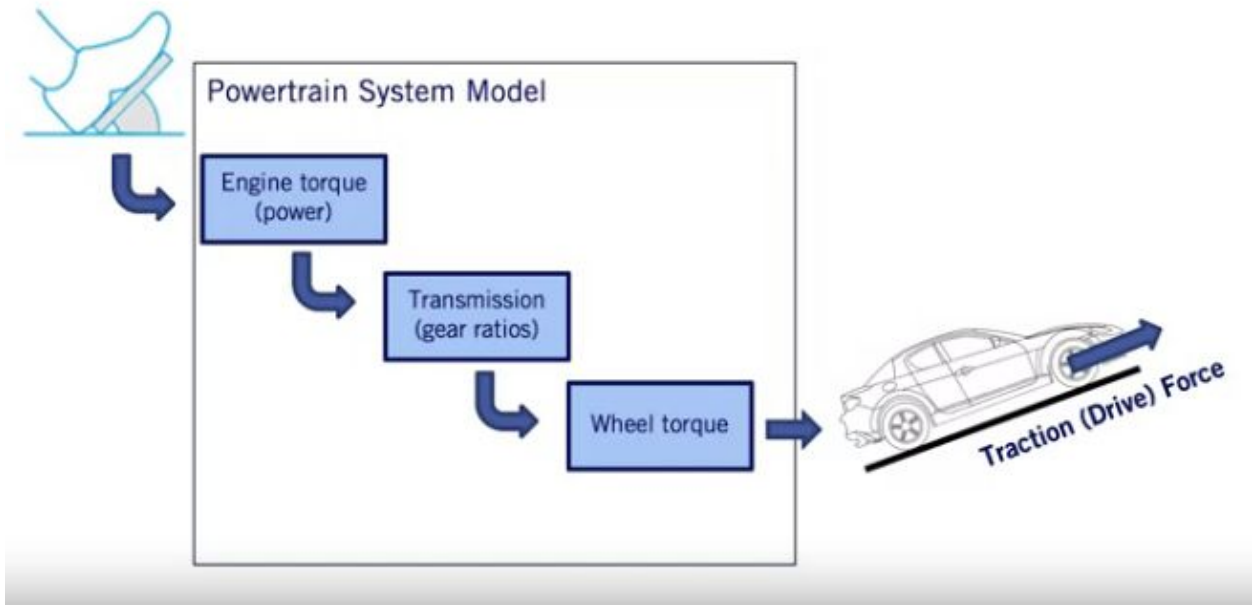 Powertrain System Model
Engine torque
(power)
Transmission
(gear ratios)
Wheel torque
Traction (Drive) Force